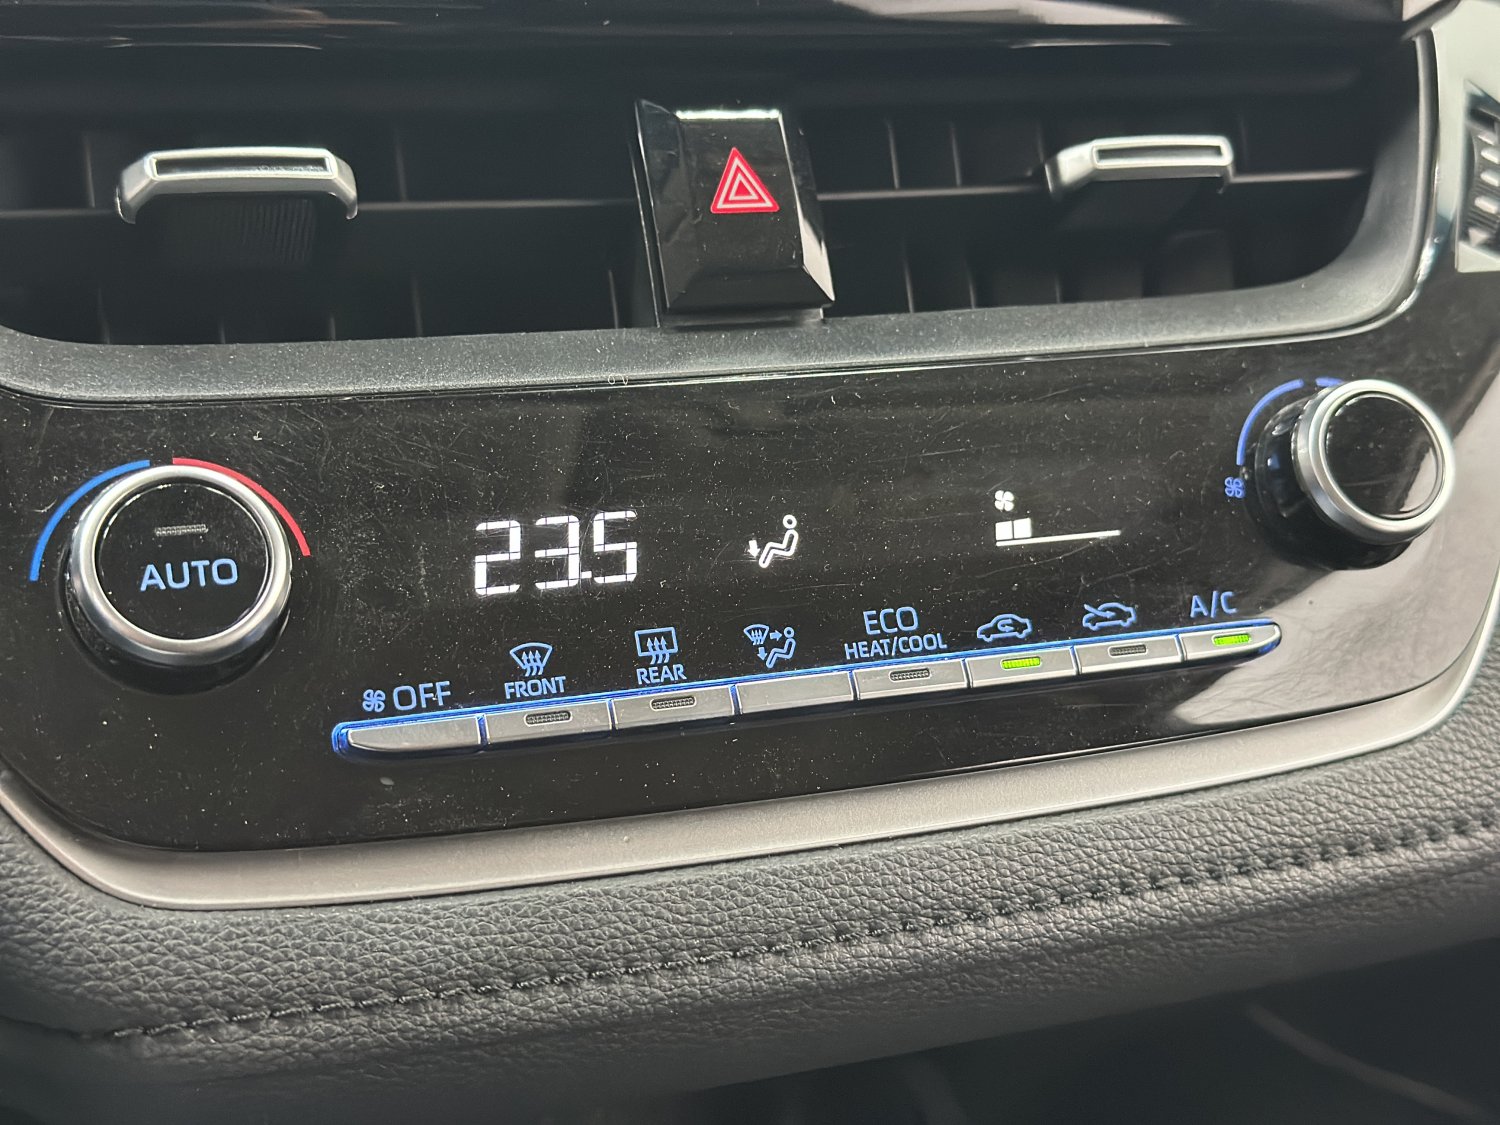 AUTO
23.5
OFF
FRONT
REAR
ECO
HEAT/COOL
A/C